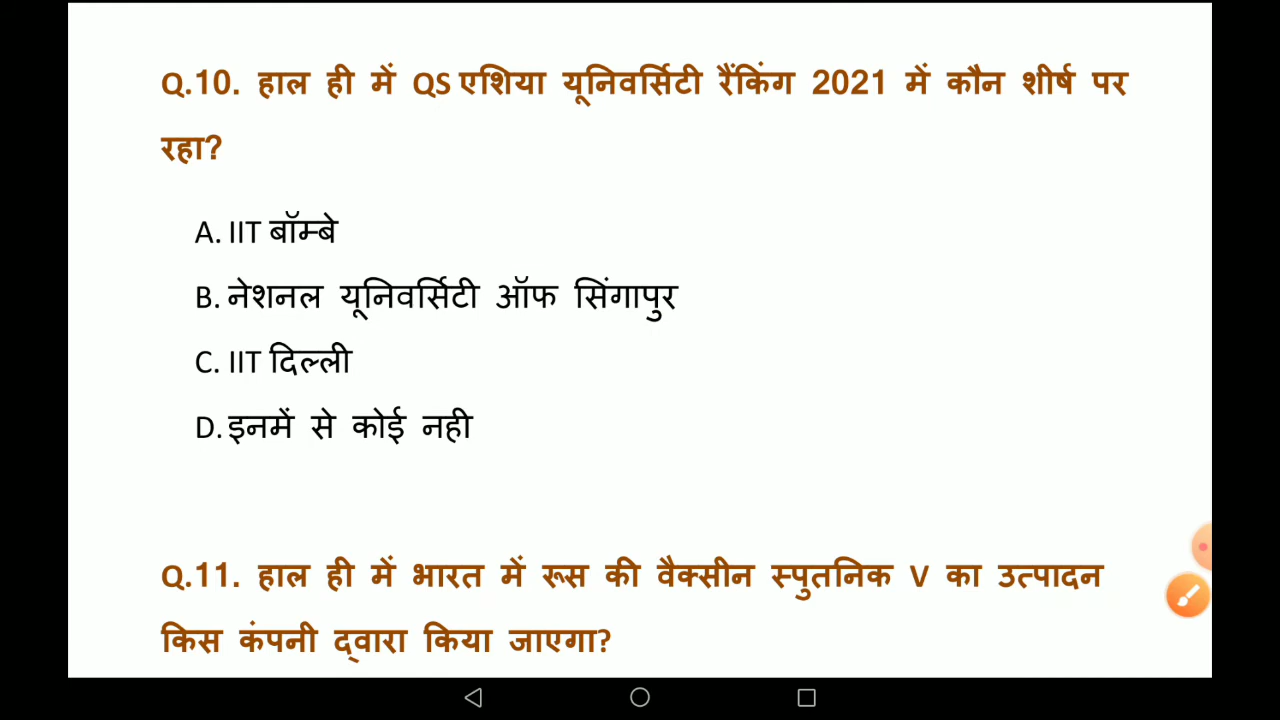 Q.10. हाल ही में QS एशिया यूनिवर्सिटी रैंकिंग 2021 में कौन शीर्ष पर
रहा?
A. IIT बॉम्बे
B. नेशनल यूनिवर्सिटी ऑफ सिंगापुर
C. IIT दिल्ली
D. इनमें से कोई नही
Q.11. हाल ही में भारत में रूस की वैक्सीन स्पुतनिक V का उत्पादन
किस कंपनी द्वारा किया जाएगा?